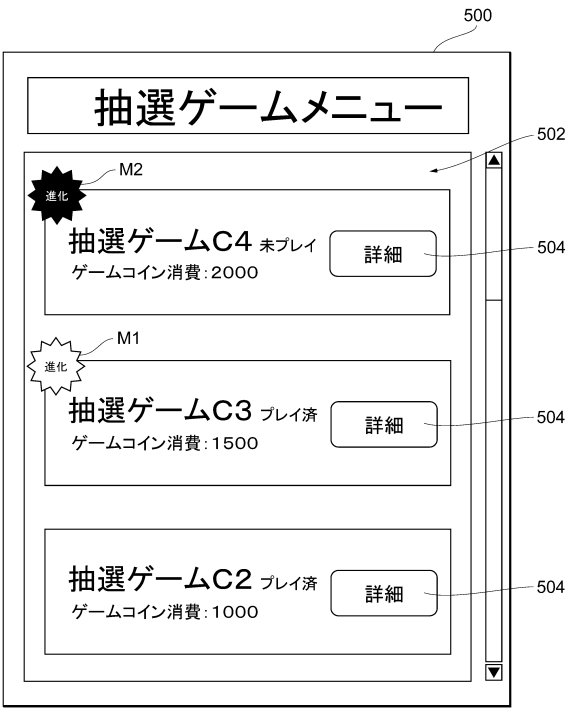 500
抽選ゲームメニュー
502
M2
進化
抽選ゲームC4 未プレイ
ゲームコイン消費:2000
詳細
504
M1
進化
抽選ゲームC3 プレイ済
ゲームコイン消費:1500
詳細
504
抽選ゲームC2 プレイ済
ゲームコイン消費:1000
詳細
504